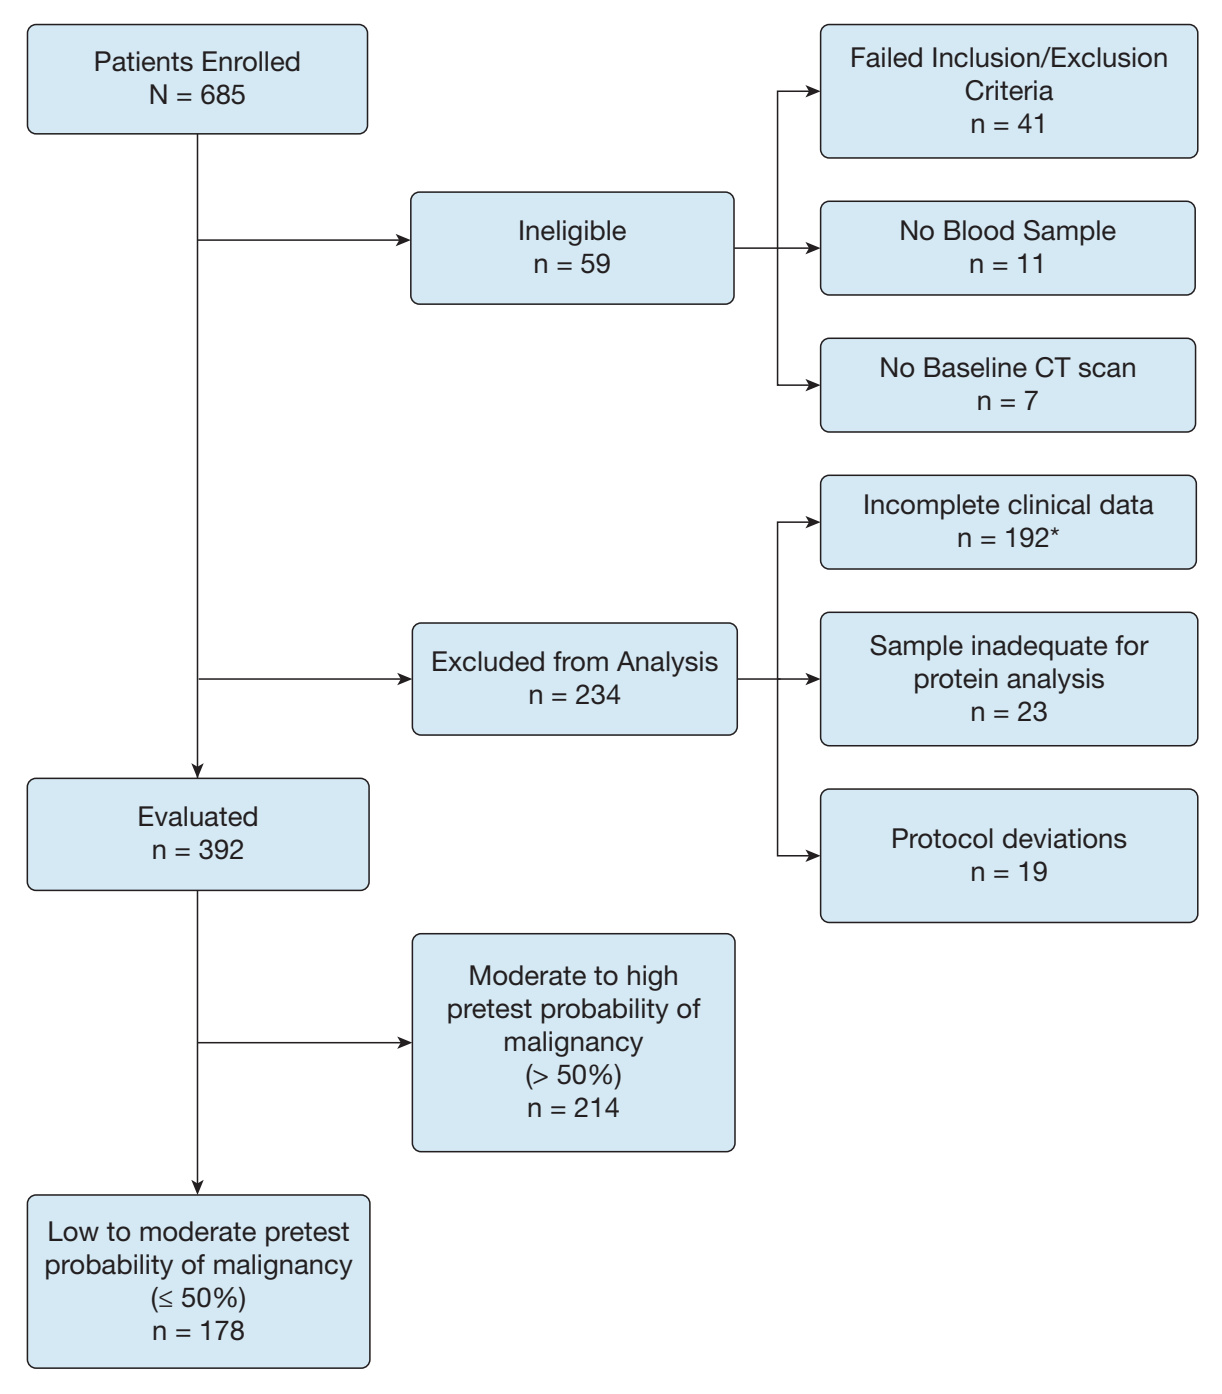 Patients Enrolled
N = 685
Failed Inclusion/Exclusion
Criteria
n = 41
Ineligible
n = 59
No Blood Sample
n = 11
No Baseline CT scan
n = 7
Incomplete clinical data
n = 192*
Excluded from Analysis
n = 234
Sample inadequate for
protein analysis
n = 23
Protocol deviations
n = 19
Evaluated
n = 392
Moderate to high
pretest probability of
malignancy
(> 50%)
n = 214
Low to moderate pretest
probability of malignancy
(≤ 50%)
n = 178